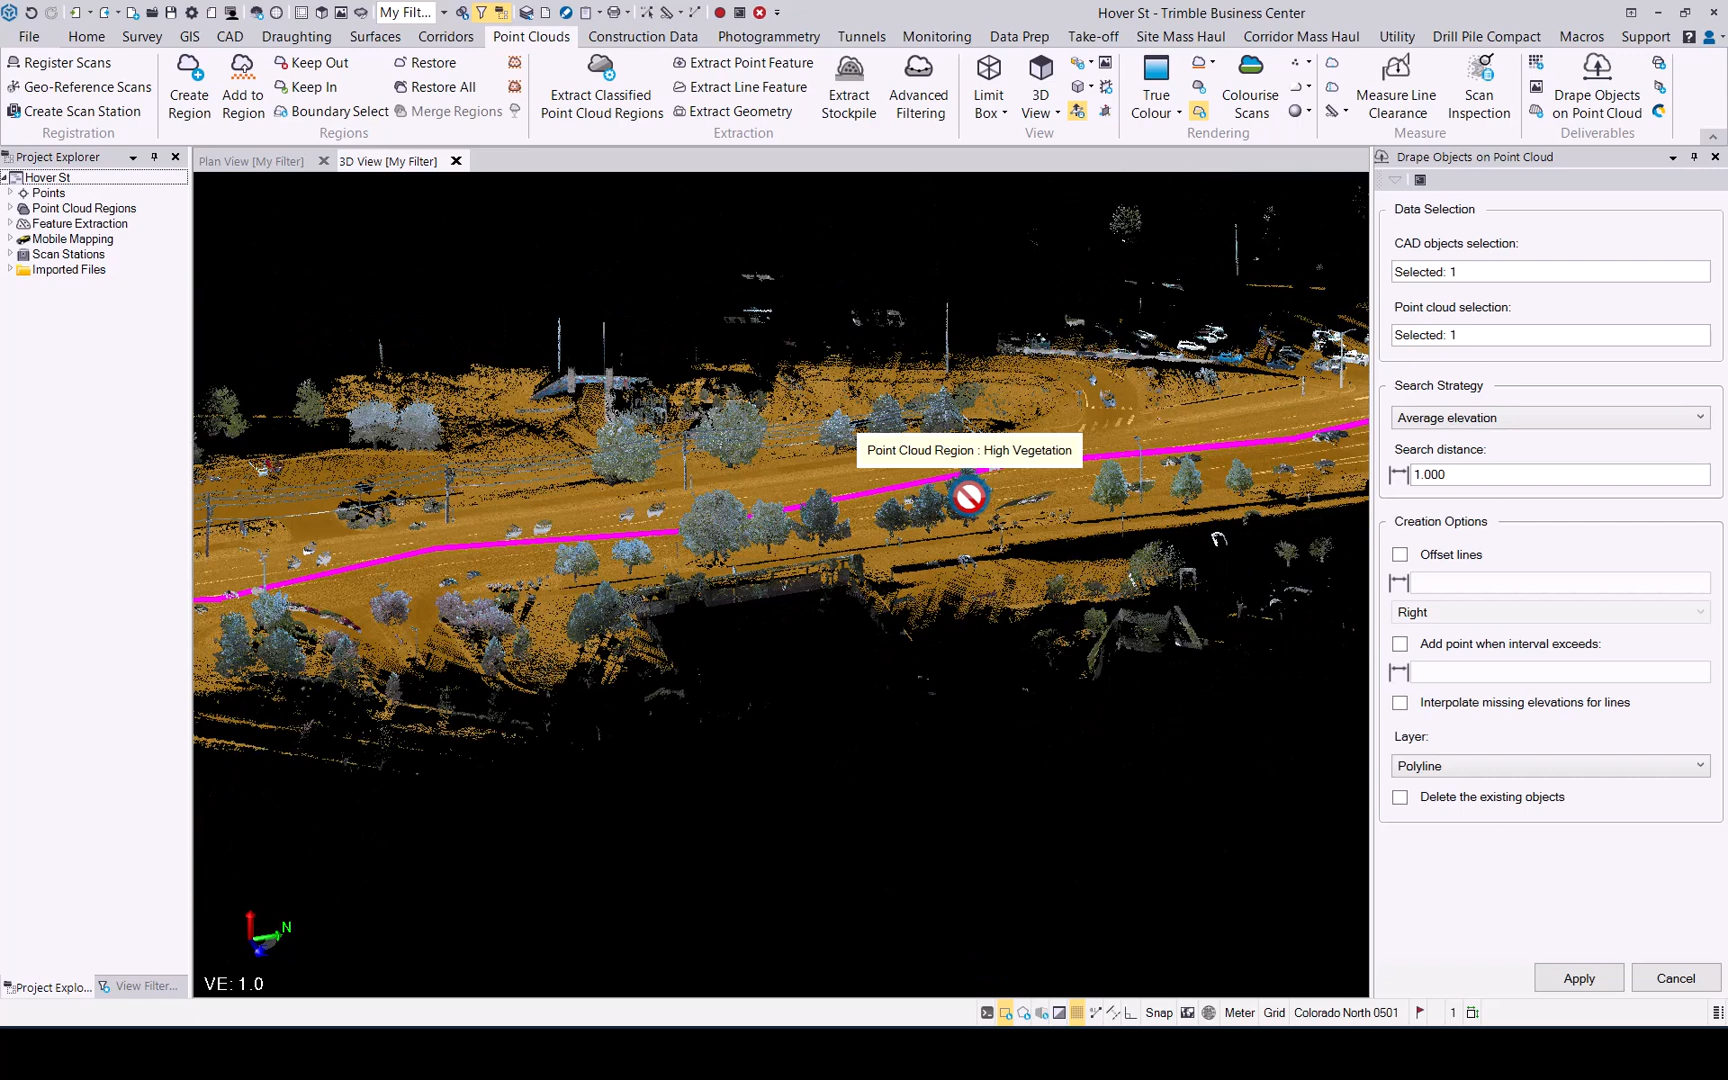 My Filt...
Hover St - Trimble Business Center
File Home Survey GIS CAD Draughting Surfaces Corridors Point Clouds Construction Data Photogrammetry Tunnels Monitoring Data Prep Take-off Site Mass Haul Corridor Mass Haul Utility Drill Pile Compact Macros Support
Register Scans
Geo-Reference Scans
Create Scan Station
Registration
Create Region
Add to Region
Keep Out
Keep In
Boundary Select
Restore
Restore All
Merge Regions
Regions
Extract Classified
Point Cloud Regions
Extract Point Feature
Extract Line Feature
Extract Geometry
Extraction
Extract
Stockpile
Advanced
Filtering
Limit
Box
3D
View
View
True
Colour
Colourise
Scans
Rendering
Measure Line
Clearance
Scan
Inspection
Measure
Drape Objects
on Point Cloud
Deliverables
Project Explorer
Hover St
Points
Point Cloud Regions
Feature Extraction
Mobile Mapping
Scan Stations
Imported Files
Project Explo...
View Filter...
Plan View [My Filter]
3D View [My Filter]
Point Cloud Region : High Vegetation
N
VE: 1.0
Drape Objects on Point Cloud
Data Selection
CAD objects selection:
Selected: 1
Point cloud selection:
Selected: 1
Search Strategy
Average elevation
Search distance:
1.000
Creation Options
Offset lines
Right
Add point when interval exceeds:
Interpolate missing elevations for lines
Layer:
Polyline
Delete the existing objects
Apply
Cancel
Snap Meter Grid Colorado North 0501 1